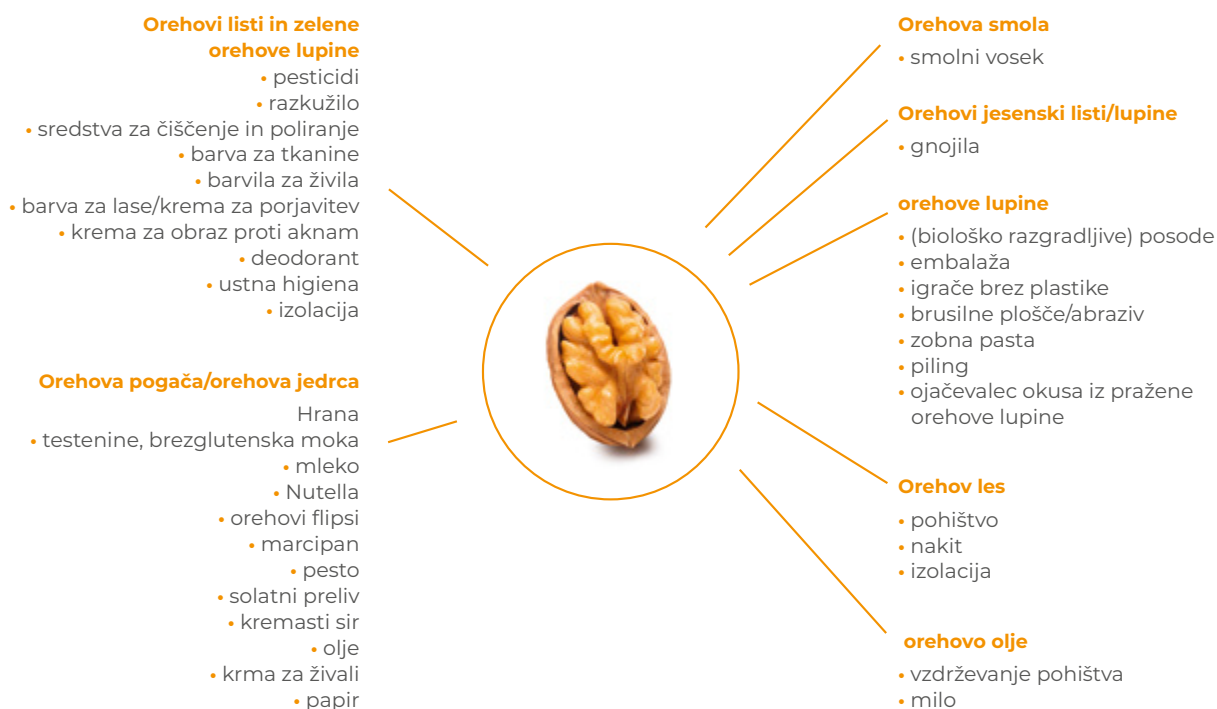 Orehovi listi in zelene
orehove lupine
• pesticidi
• razkužilo
• sredstva za čiščenje in poliranje
• barva za tkanine
• barvila za živila
• barva za lase/krema za porjavitev
• krema za obraz proti aknam
• deodorant
• ustna higiena
• izolacija
Orehova pogača/orehova jedrca
Hrana
• testenine, brezglutenska moka
• mleko
• Nutella
• orehovi flipsi
• marcipan
• pesto
• solatni preliv
• kremasti sir
• olje
• krma za živali
• papir
Orehova smola
• smolni vosek
Orehovi jesenski listi/lupine
• gnojila
orehove lupine
• (biološko razgradljive) posode
• embalaža
• igrače brez plastike
• brusilne plošče/abraziv
• zobna pasta
• piling
• ojačevalec okusa iz pražene
orehove lupine
Orehov les
• pohištvo
• nakit
• izolacija
orehovo olje
• vzdrževanje pohištva
• milo